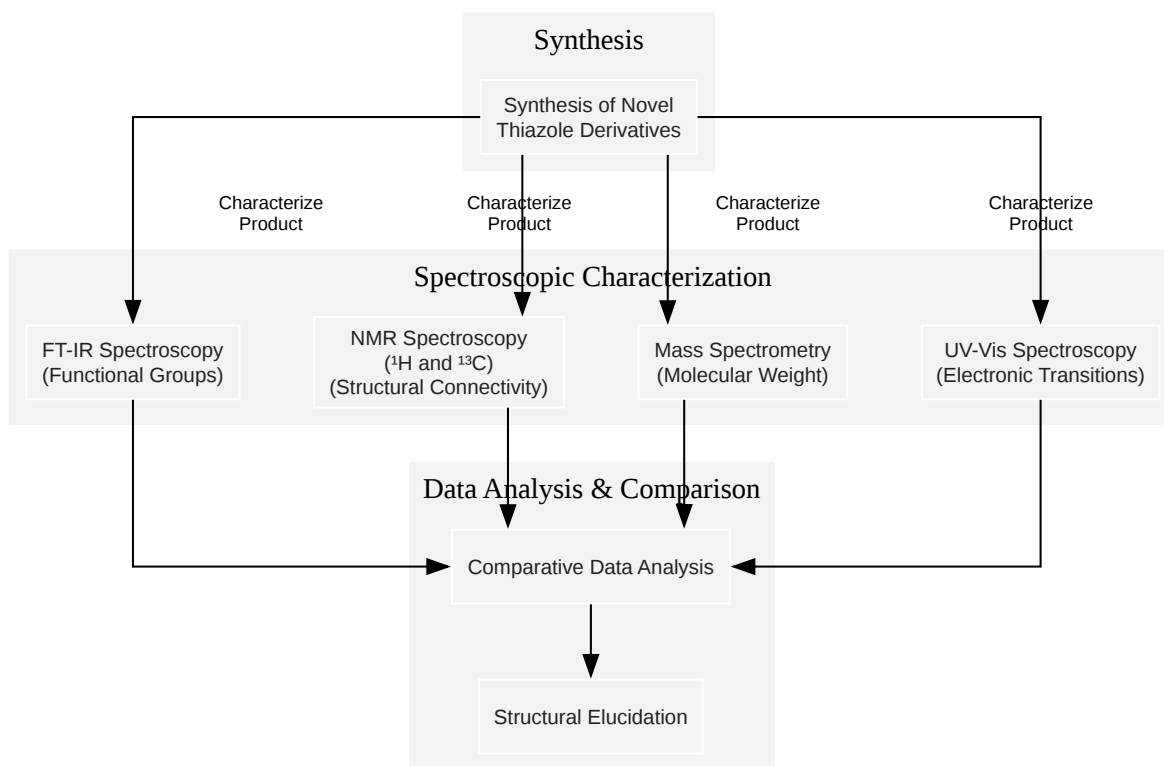 Synthesis
Synthesis of Novel
Thiazole Derivatives
Characterize
Product
Characterize
Product
Characterize
Product
Characterize
Product
Spectroscopic Characterization
FT-IR Spectroscopy
(Functional Groups)
NMR Spectroscopy
(¹H and ¹³C)
(Structural Connectivity)
Mass Spectrometry
(Molecular Weight)
UV-Vis Spectroscopy
(Electronic Transitions)
Data Analysis & Comparison
Comparative Data Analysis
Structural Elucidation